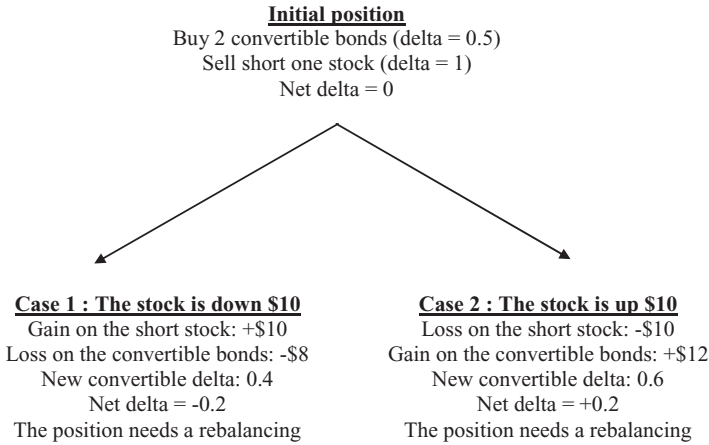 Initial position
Buy 2 convertible bonds (delta = 0.5)
Sell short one stock (delta = 1)
Net delta = 0
Case 1 : The stock is down $10
Gain on the short stock: +$10
Loss on the convertible bonds: -$8
New convertible delta: 0.4
Net delta = -0.2
The position needs a rebalancing
Case 2 : The stock is up $10
Loss on the short stock: -$10
Gain on the convertible bonds: +$12
New convertible delta: 0.6
Net delta = +0.2
The position needs a rebalancing